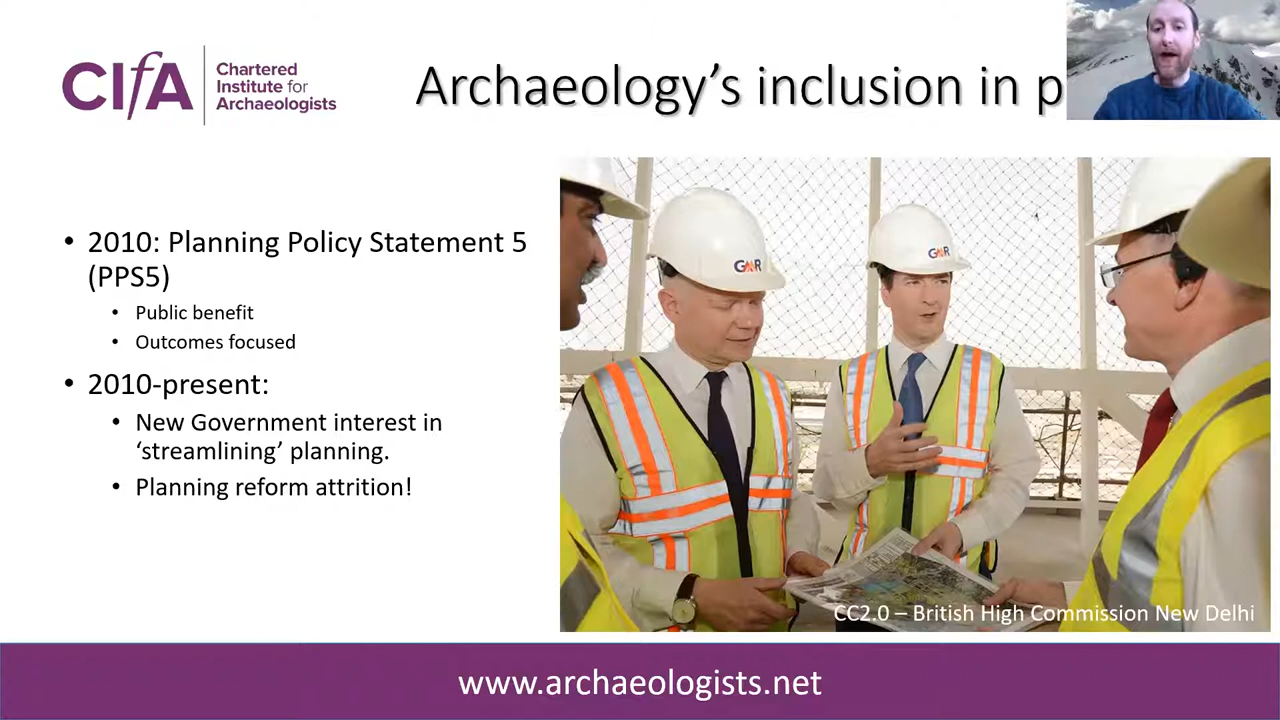 CIfA
Chartered
Institute for
Archaeologists
Archaeology's inclusion in p
• 2010: Planning Policy Statement 5
(PPS5)
• Public benefit
• Outcomes focused
• 2010-present:
• New Government interest in
‘streamlining’ planning.
• Planning reform attrition!
GMR
GMR
CC2.0 – British High Commission New Delhi
www.archaeologists.net